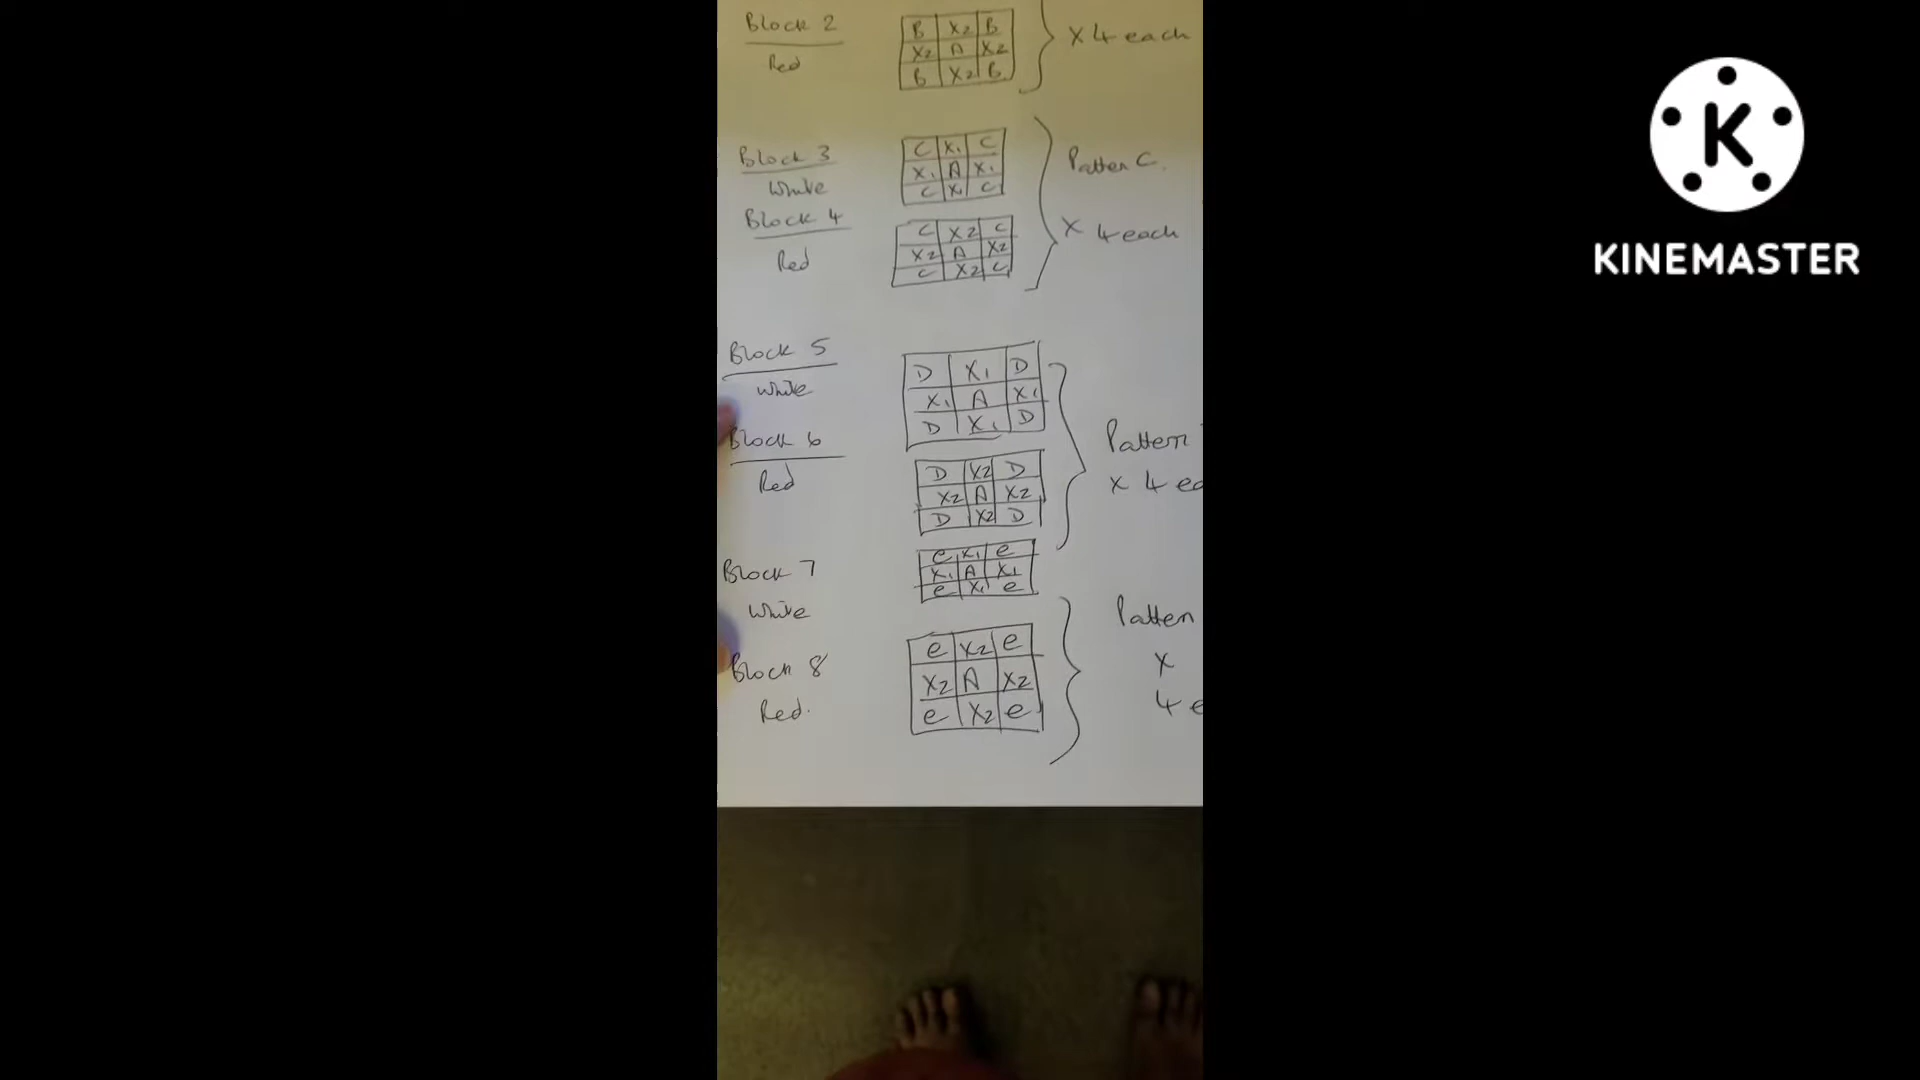 Block 2
Red
B X2 B
X2 A X2
B X2 B
X 4 each
Block 3
White
C X1 C
X1 A X1
C X1 C
Pattern C.
Block 4
Red
C X2 C
X2 A X2
C X2 C
X 4 each
Block 5
White
D X1 D
X1 A X1
D X1 D
Block 6
Red
D X2 D
X2 A X2
D X2 D
Pattern
x 4 ea
Block 7
White
e X1 e
X1 A X1
e X1 e
Block 8
Red.
e X2 e
X2 A X2
e X2 e
Pattern
X
4 e
KINEMASTER